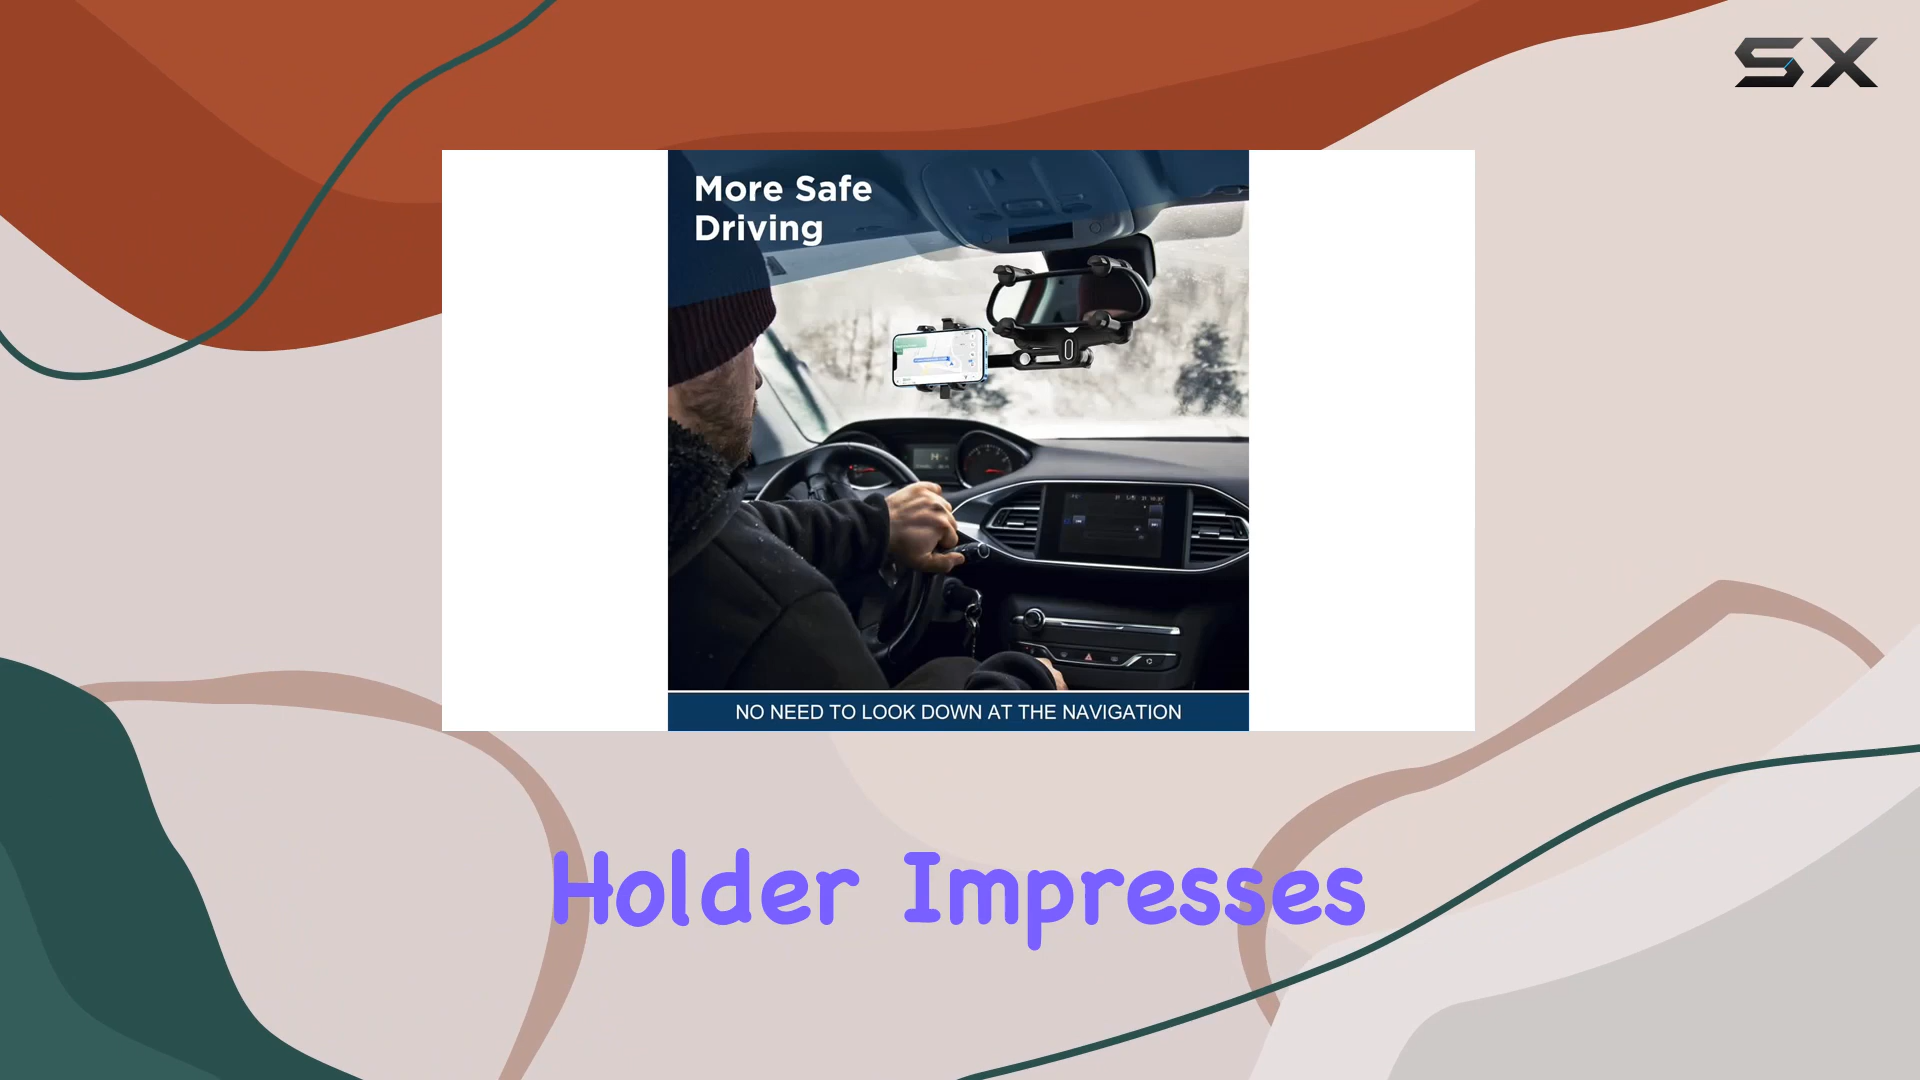 SX
More Safe
Driving
NO NEED TO LOOK DOWN AT THE NAVIGATION
Holder Impresses